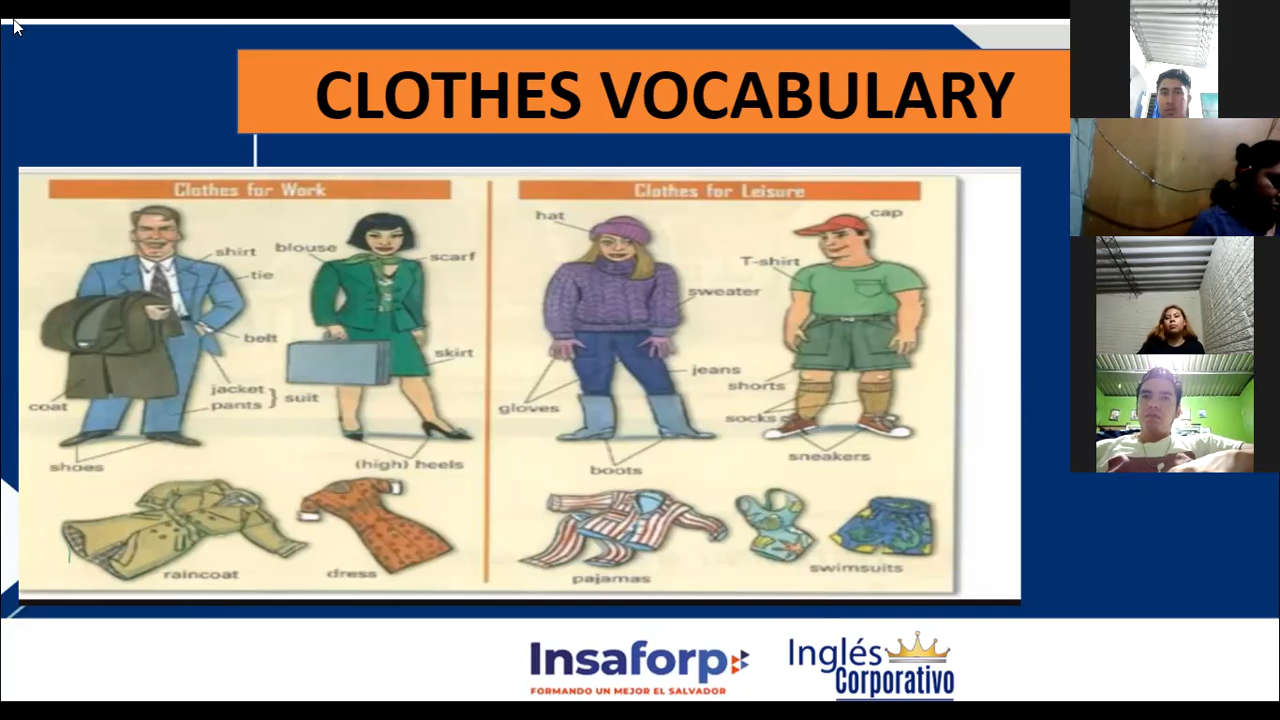 CLOTHES VOCABULARY
Clothes for Work
shirt
blouse
scarf
tie
belt
skirt
jacket
pants
suit
coat
shoes
(high) heels
raincoat
dress
Clothes for Leisure
hat
cap
T-shirt
sweater
jeans
shorts
gloves
socks
boots
sneakers
pajamas
swimsuits
Insaforp
FORMANDO UN MEJOR EL SALVADOR
Inglés
Corporativo